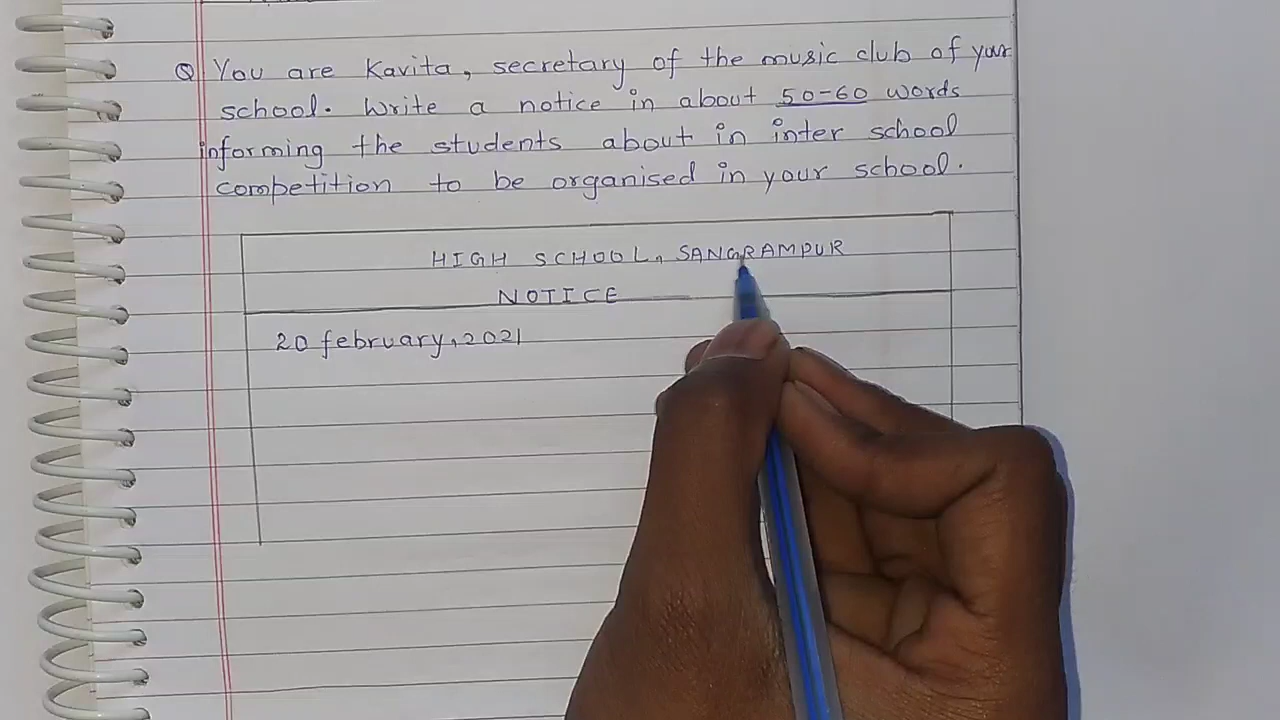 Q You are Kavita, secretary of the music club of your
school. Write a notice in about 50-60 words
informing the students about in inter school
competition to be organised in your school.
HIGH SCHOOL, SANGRAMPUR
NOTICE
20 february, 2021